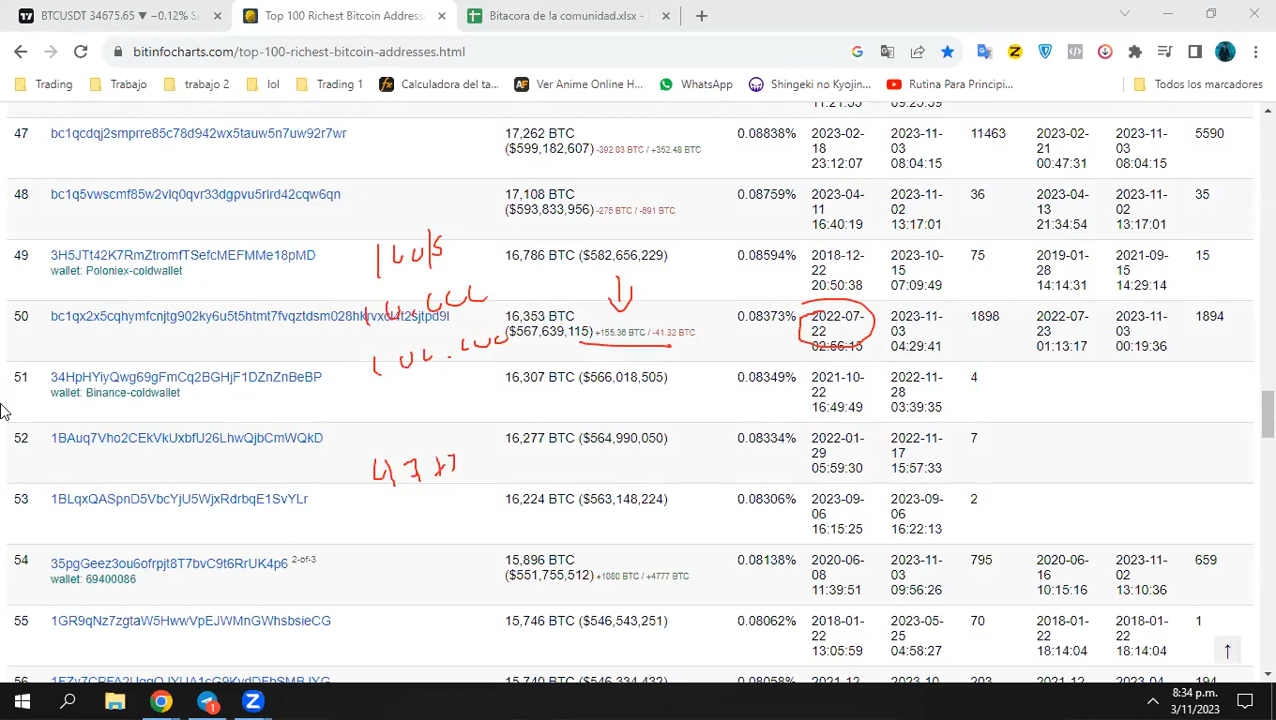 BTCUSDT 34675.65 ▼ −0.12% S
Top 100 Richest Bitcoin Address
Bitacora de la comunidad.xlsx -
bitinfocharts.com/top-100-richest-bitcoin-addresses.html
Trading
Trabajo
trabajo 2
lol
Trading 1
Calculadora del ta...
Ver Anime Online H...
WhatsApp
Shingeki no Kyojin...
Rutina Para Principi...
Todos los marcadores
11:21:55 09:25:59
47 bc1qcdqj2smprre85c78d942wx5tauw5n7uw92r7wr 17,262 BTC 0.08838% 2023-02- 2023-11- 11463 2023-02- 2023-11- 5590
($599,182,607) -392.03 BTC / +352.48 BTC 18 03 21 03
23:12:07 08:04:15 00:47:31 08:04:15
48 bc1q5vwscmf85w2vlq0qvr33dgpvu5rlrd42cqw6qn 17,108 BTC 0.08759% 2023-04- 2023-11- 36 2023-04- 2023-11- 35
($593,833,956) -275 BTC / -691 BTC 11 02 13 02
16:40:19 13:17:01 21:34:54 13:17:01
49 3H5JTt42K7RmZtromfTSefcMEFMMe18pMD 16,786 BTC ($582,656,229) 0.08594% 2018-12- 2023-10- 75 2019-01- 2021-09- 15
wallet: Poloniex-coldwallet 22 15 28 15
20:50:38 07:09:49 14:14:31 14:29:14
50 16,353 BTC 0.08373% 2022-07- 2023-11- 1898 2022-07- 2023-11- 1894
($567,639,115) +155.36 BTC / -41.32 BTC 22 03 23 03
04:29:41 01:13:17 00:19:36
51 34HpHYiyQwg69gFmCq2BGHjF1DZnZnBeBP 16,307 BTC ($566,018,505) 0.08349% 2021-10- 2022-11- 4
wallet: Binance-coldwallet 22 28
16:49:49 03:39:35
52 1BAuq7Vho2CEkVkUxbfU26LhwQjbCmWQkD 16,277 BTC ($564,990,050) 0.08334% 2022-01- 2022-11- 7
29 17
05:59:30 15:57:33
53 1BLqxQASpnD5VbcYjU5WjxRdrbqE1SvYLr 16,224 BTC ($563,148,224) 0.08306% 2023-09- 2023-09- 2
06 06
16:15:25 16:22:13
54 35pgGeez3ou6ofrpjt8T7bvC9t6RrUK4p6 2-of-3 15,896 BTC 0.08138% 2020-06- 2023-11- 795 2020-06- 2023-11- 659
wallet: 69400086 ($551,755,512) +1080 BTC / +4777 BTC 08 03 16 02
11:39:51 09:56:26 10:15:16 13:10:36
55 1GR9qNz7zgtaW5HwwVpEJWMnGWhsbsieCG 15,746 BTC ($546,543,251) 0.08062% 2018-01- 2023-05- 70 2018-01- 2018-01- 1
22 25 22 22
13:05:59 04:58:27 18:14:04 18:14:04
8:34 p.m.
3/11/2023